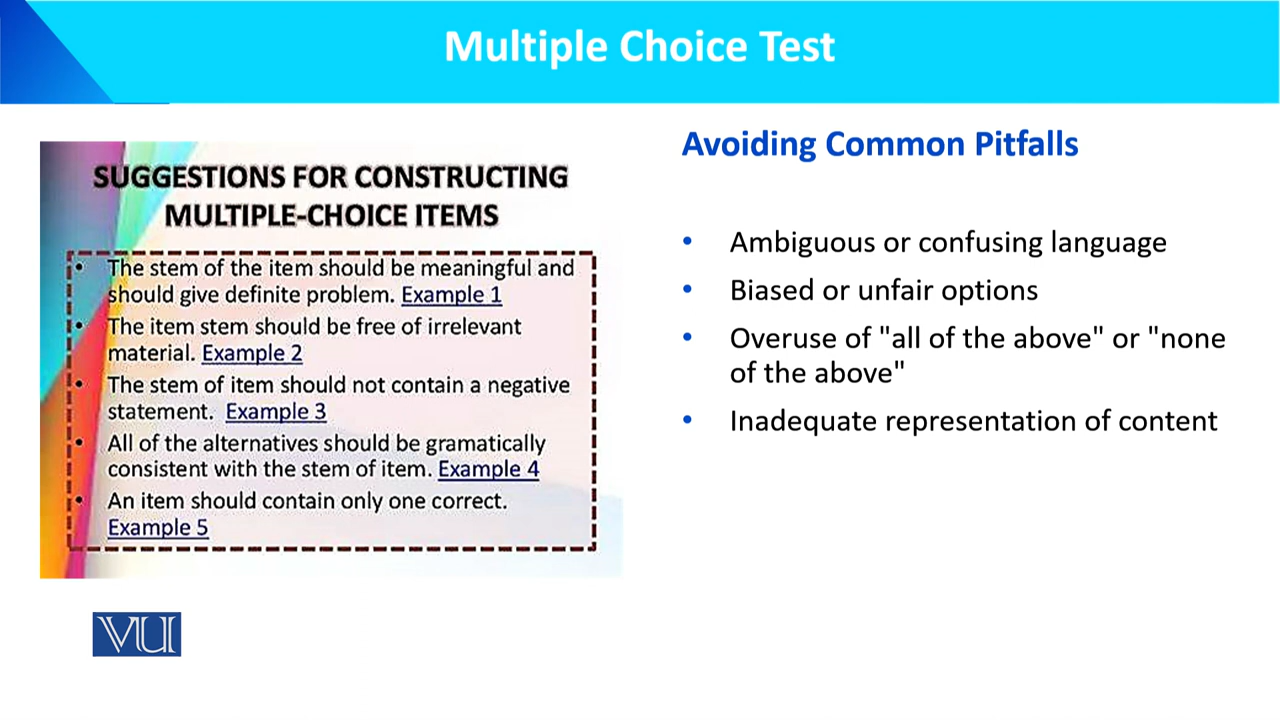 Multiple Choice Test
SUGGESTIONS FOR CONSTRUCTING
MULTIPLE-CHOICE ITEMS
• The stem of the item should be meaningful and
should give definite problem. Example 1
• The item stem should be free of irrelevant
material. Example 2
• The stem of item should not contain a negative
statement. Example 3
• All of the alternatives should be gramatically
consistent with the stem of item. Example 4
• An item should contain only one correct.
Example 5
Avoiding Common Pitfalls
• Ambiguous or confusing language
• Biased or unfair options
• Overuse of "all of the above" or "none
of the above"
• Inadequate representation of content
VU